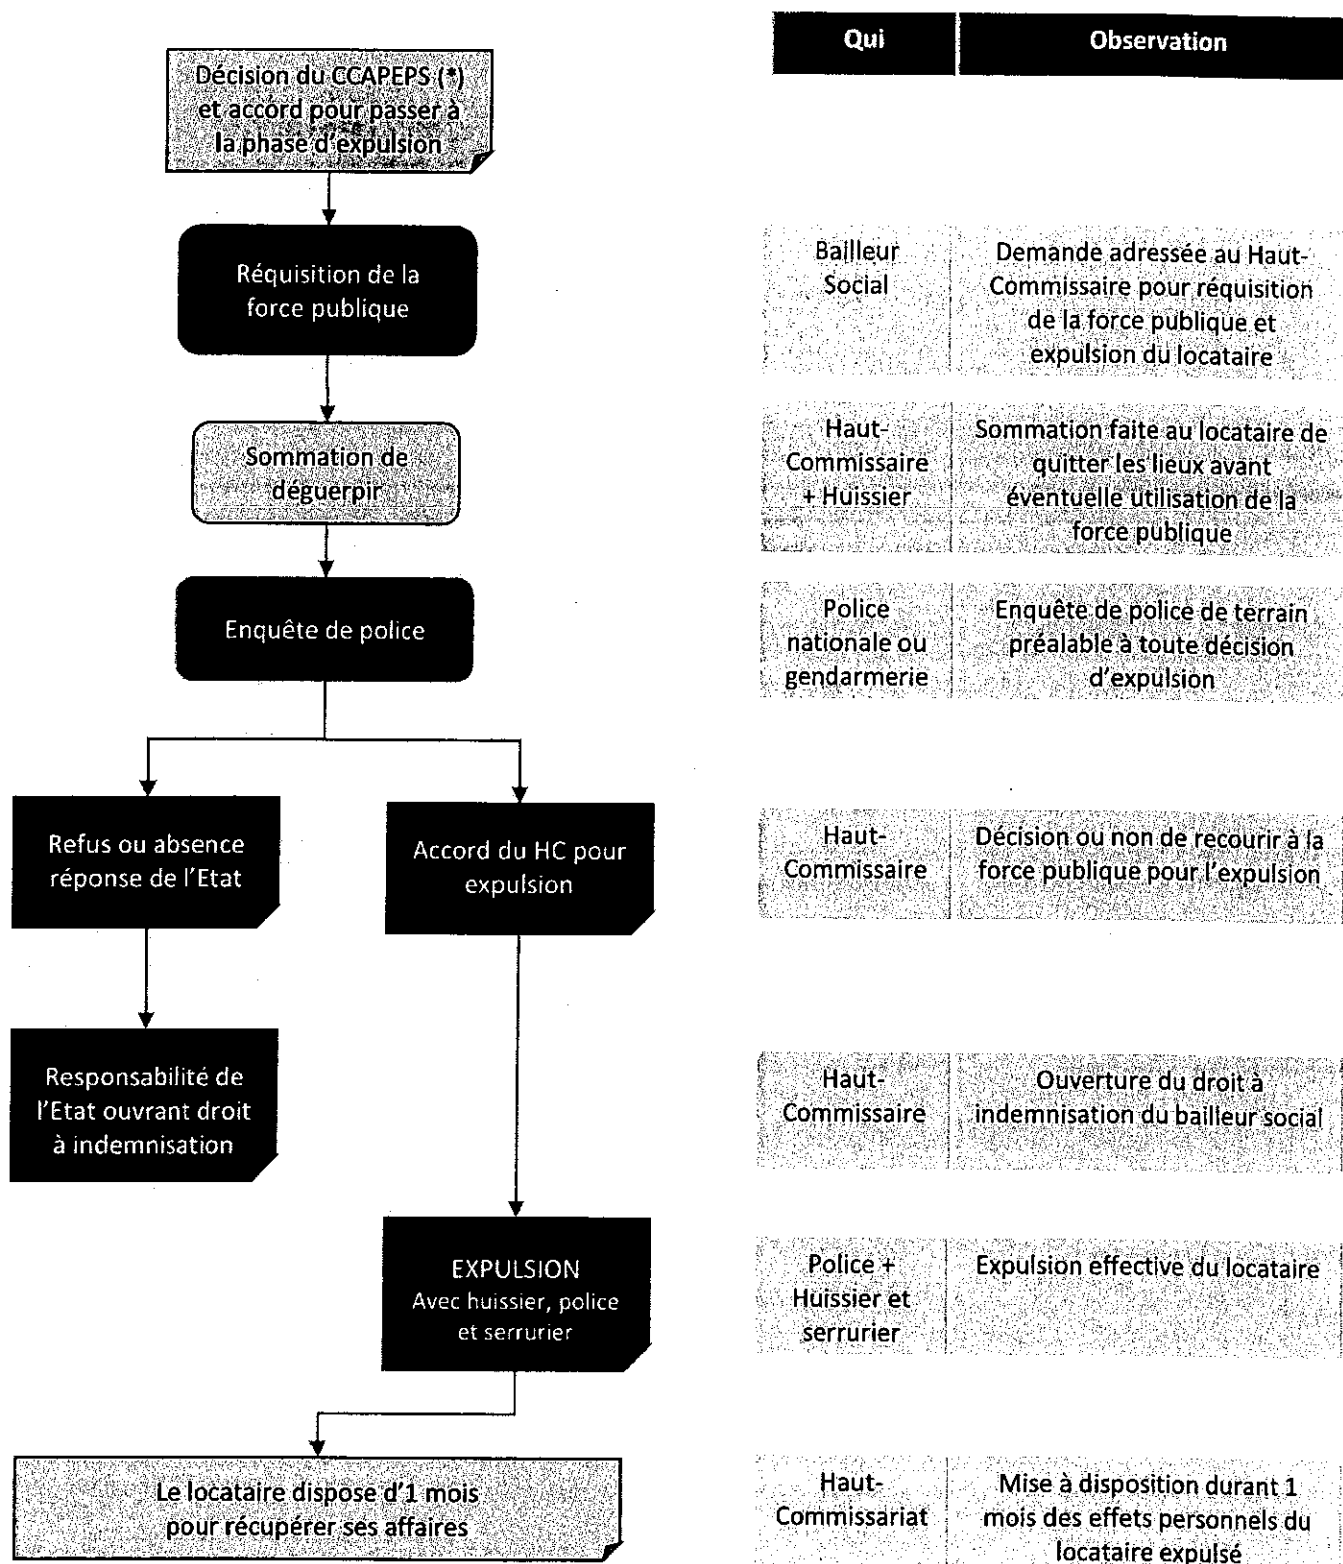 Qui
Observation
Décision du CCAPEPS (*)
et accord pour passer à
la phase d'expulsion
Réquisition de la
force publique
Bailleur
Social
Demande adressée au Haut-
Commissaire pour réquisition
de la force publique et
expulsion du locataire
Sommation de
déguerpir
Haut-
Commissaire
+ Huissier
Sommation faite au locataire de
quitter les lieux avant
éventuelle utilisation de la
force publique
Enquête de police
Police
nationale ou
gendarmerie
Enquête de police de terrain
préalable à toute décision
d'expulsion
Refus ou absence
réponse de l'Etat
Accord du HC pour
expulsion
Haut-
Commissaire
Décision ou non de recourir à la
force publique pour l'expulsion
Responsabilité de
l'Etat ouvrant droit
à indemnisation
Haut-
Commissaire
Ouverture du droit à
indemnisation du bailleur social
EXPULSION
Avec huissier, police
et serrurier
Police +
Huissier et
serrurier
Expulsion effective du locataire
Le locataire dispose d'1 mois
pour récupérer ses affaires
Haut-
Commissariat
Mise à disposition durant 1
mois des effets personnels du
locataire expulsé